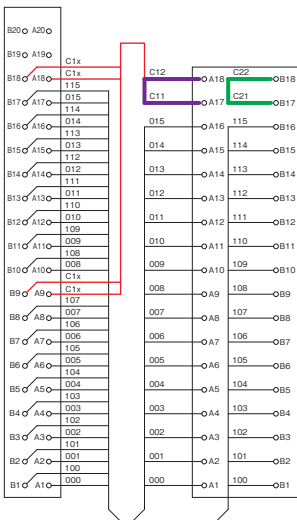 B20 A20
B19 A19
C1x
B18 A18 C1x C12 A18 C22 B18
115
B17 A17 015 C11 A17 C21 B17
114
B16 A16 014 015 A16 115 B16
113
B15 A15 013 014 A15 114 B15
112
B14 A14 012 013 A14 113 B14
111
B13 A13 011 012 A13 112 B13
110
B12 A12 010 011 A12 111 B12
109
B11 A11 009 010 A11 110 B11
108
B10 A10 008 009 A10 109 B10
C1x
B9 A9 C1x 008 A9 108 B9
107
B8 A8 007 007 A8 107 B8
106
B7 A7 006 006 A7 106 B7
105
B6 A6 005 005 A6 105 B6
104
B5 A5 004 004 A5 104 B5
103
B4 A4 003 003 A4 103 B4
102
B3 A3 002 002 A3 102 B3
101
B2 A2 001 001 A2 101 B2
100
B1 A1 000 000 A1 100 B1